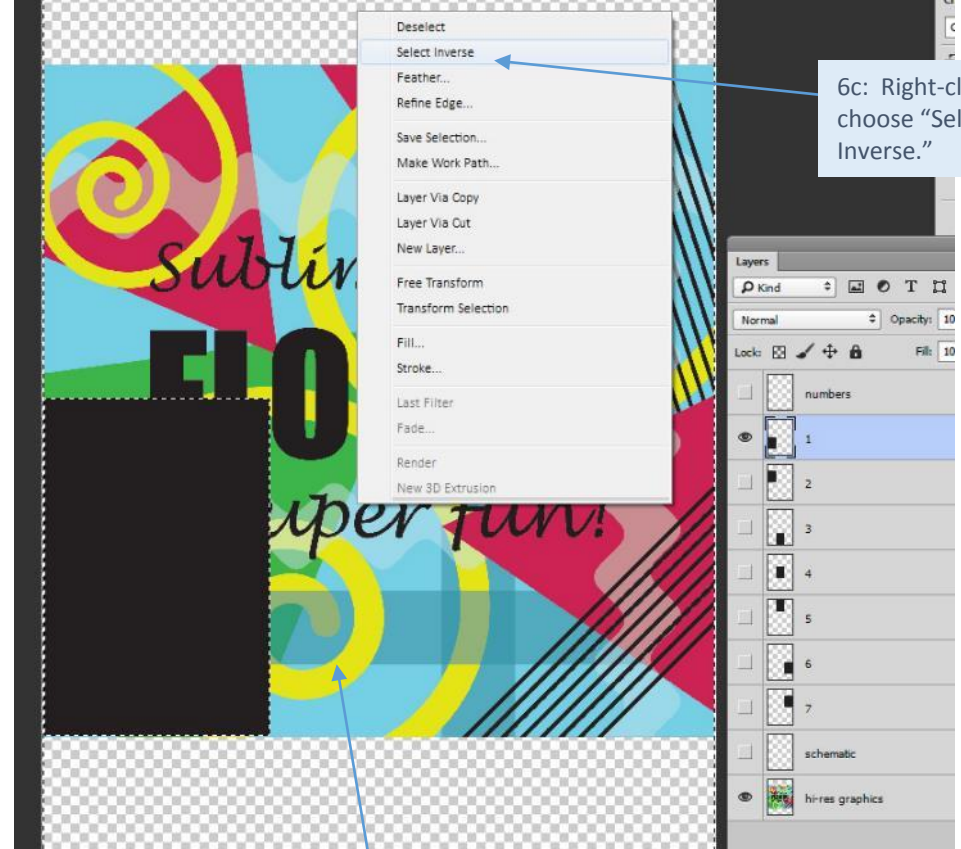 Deselect
Select Inverse
Feather...
Refine Edge...
Save Selection...
Make Work Path...
Layer Via Copy
Layer Via Cut
New Layer...
Free Transform
Transform Selection
Fill...
Stroke...
Last Filter
Fade...
Render
New 3D Extrusion
6c: Right-cl
choose “Sel
Inverse.”
Sublim
FLO
uper fun!
Layers
Kind
T
Normal
Opacity: 10
Lock:
Fill: 10
numbers
1
2
3
4
5
6
7
schematic
hi-res graphics